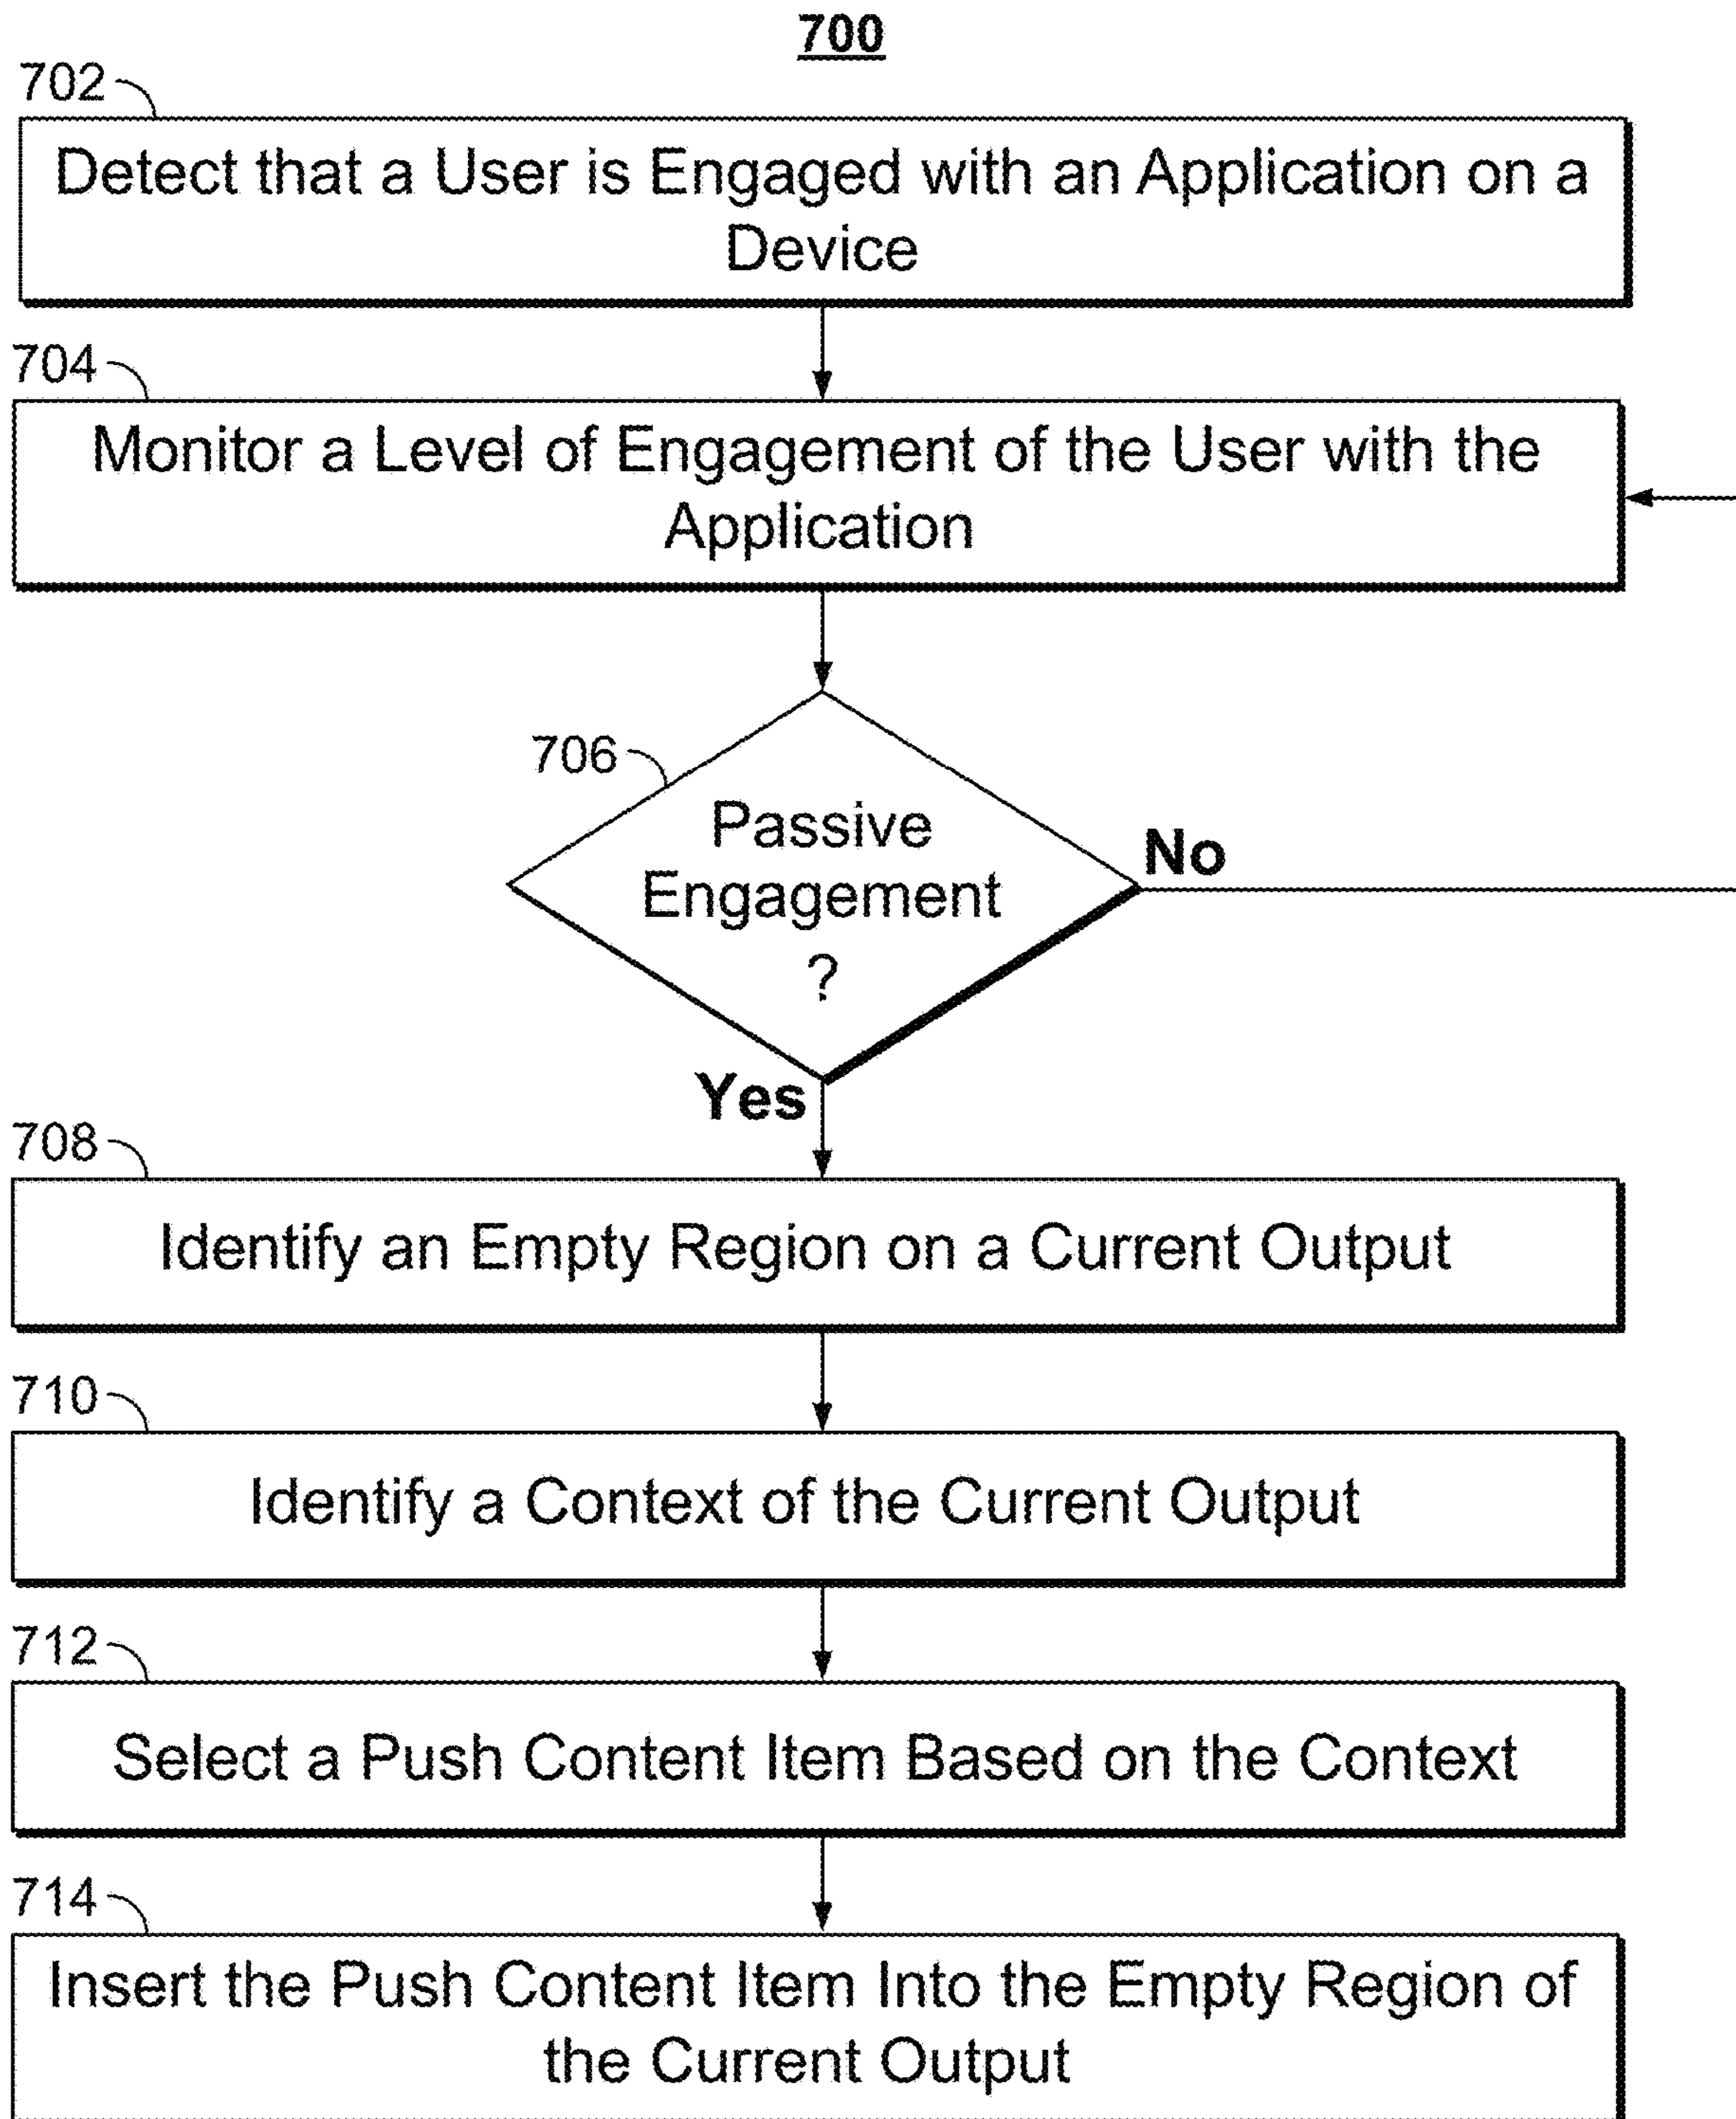 700
702
Detect that a User is Engaged with an Application on a
Device
704
Monitor a Level of Engagement of the User with the
Application
706
Passive
Engagement
?
No
Yes
708
Identify an Empty Region on a Current Output
710
Identify a Context of the Current Output
712
Select a Push Content Item Based on the Context
714
Insert the Push Content Item Into the Empty Region of
the Current Output